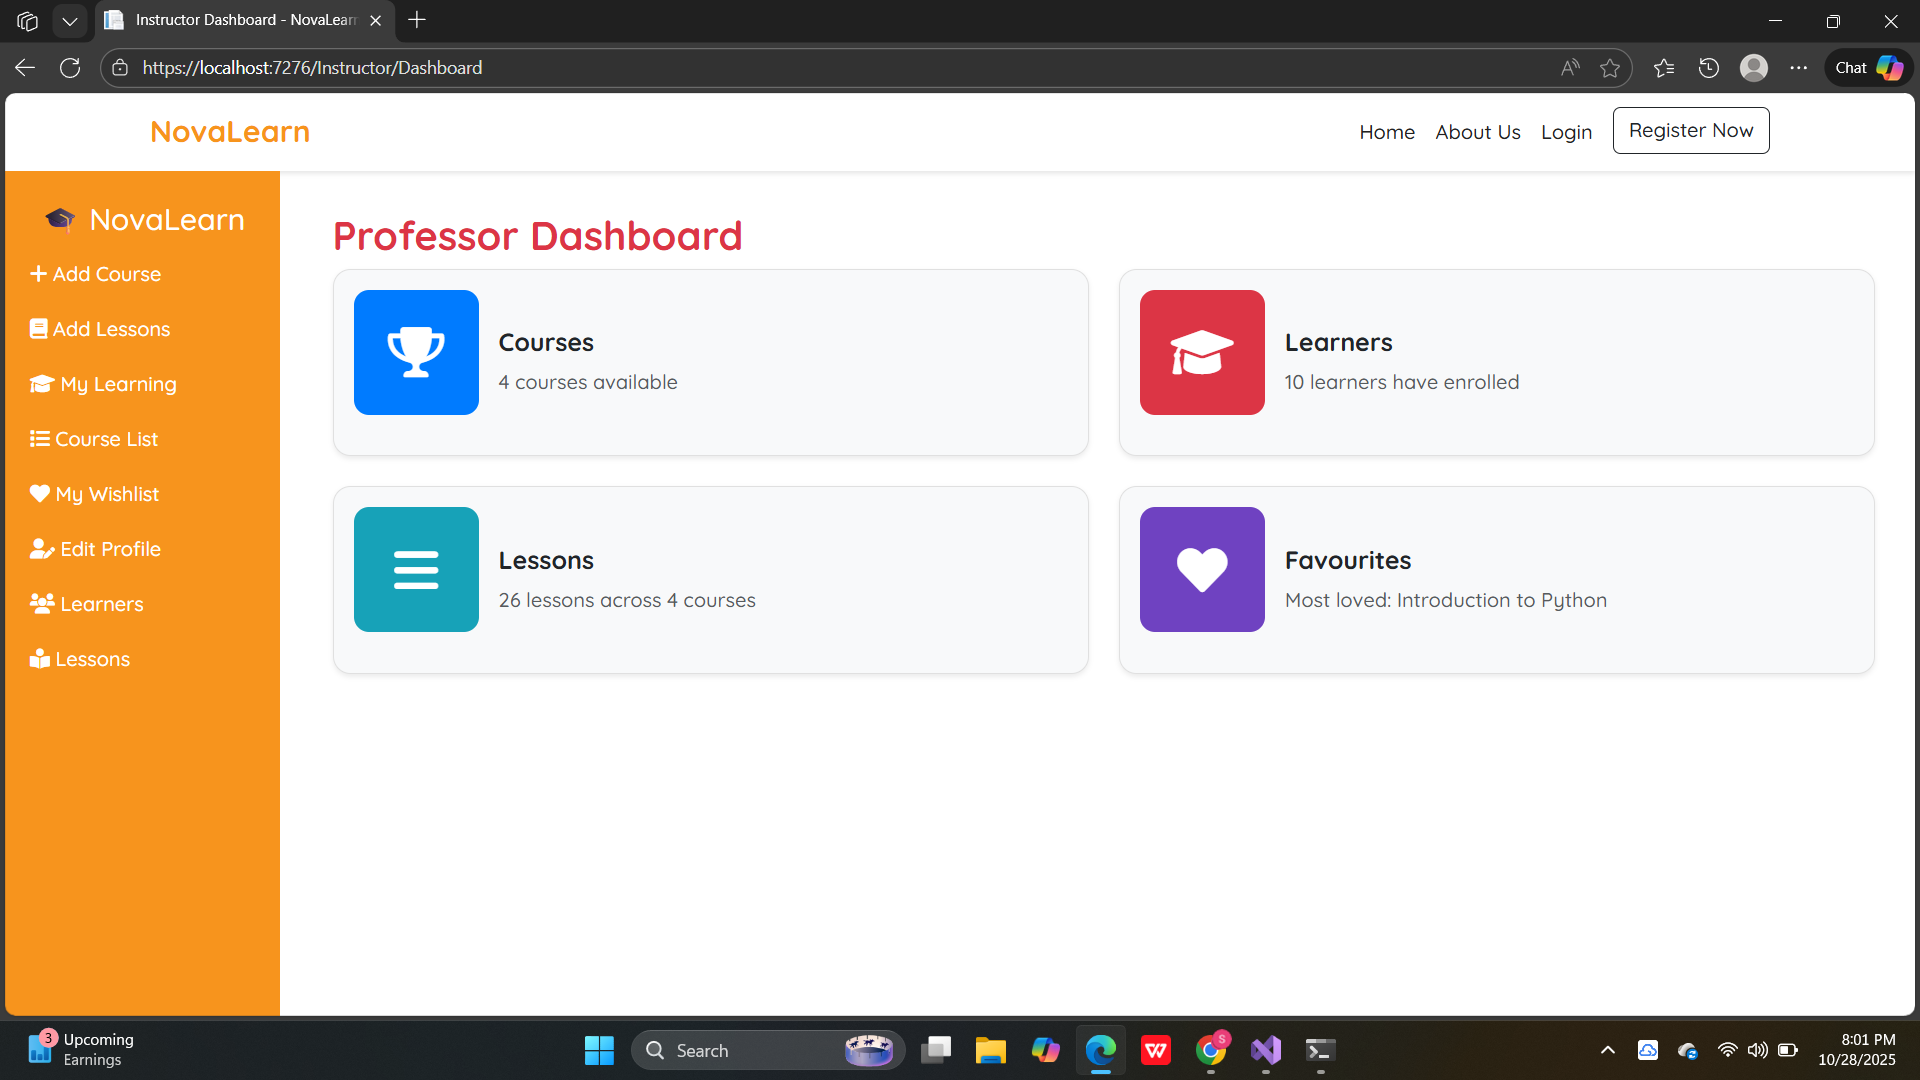 Instructor Dashboard - NovaLearn
https://localhost:7276/Instructor/Dashboard
Chat
NovaLearn
Home
About Us
Login
Register Now
NovaLearn
Add Course
Add Lessons
My Learning
Course List
My Wishlist
Edit Profile
Learners
Lessons
Professor Dashboard
Courses
4 courses available
Learners
10 learners have enrolled
Lessons
26 lessons across 4 courses
Favourites
Most loved: Introduction to Python
3
Upcoming
Earnings
Search
S
8:01 PM
10/28/2025